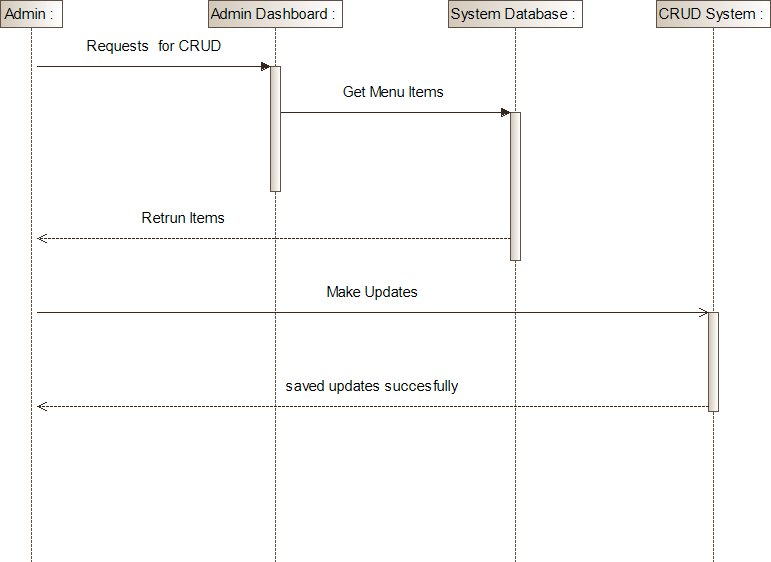 Admin :
Admin Dashboard :
System Database :
CRUD System :
Requests  for CRUD
Get Menu Items
Retrun Items
Make Updates
saved updates succesfully